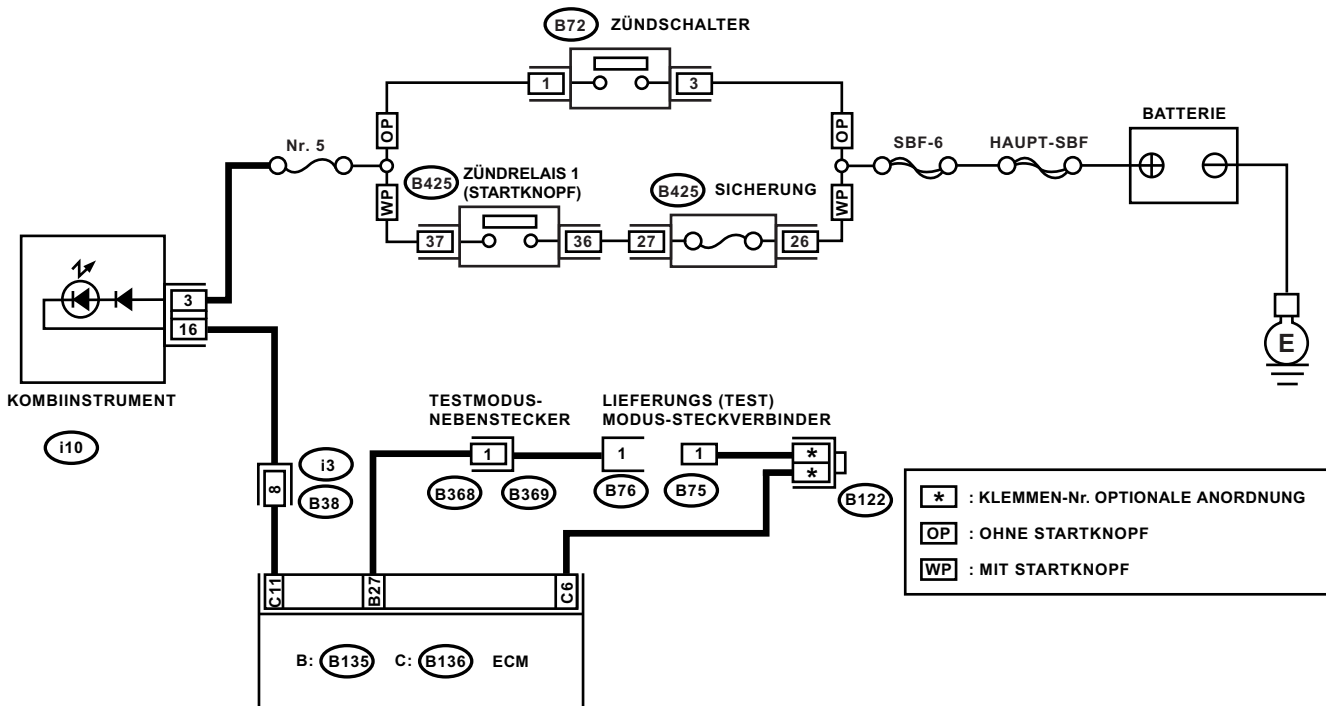 B72 ZÜNDSCHALTER
1
3
BATTERIE
OP
OP
Nr. 5
SBF-6
HAUPT-SBF
B425
ZÜNDRELAIS 1
(STARTKNOPF)
B425
SICHERUNG
WP
WP
37
36
27
26
3
16
E
KOMBIINSTRUMENT
i10
TESTMODUS-
NEBENSTECKER
LIEFERUNGS (TEST)
MODUS-STECKVERBINDER
1
1
1
*
*
8
i3
B38
B368
B369
B76
B75
B122
* : KLEMMEN-Nr. OPTIONALE ANORDNUNG
OP : OHNE STARTKNOPF
WP : MIT STARTKNOPF
C11
B27
C6
B: B135 C: B136 ECM